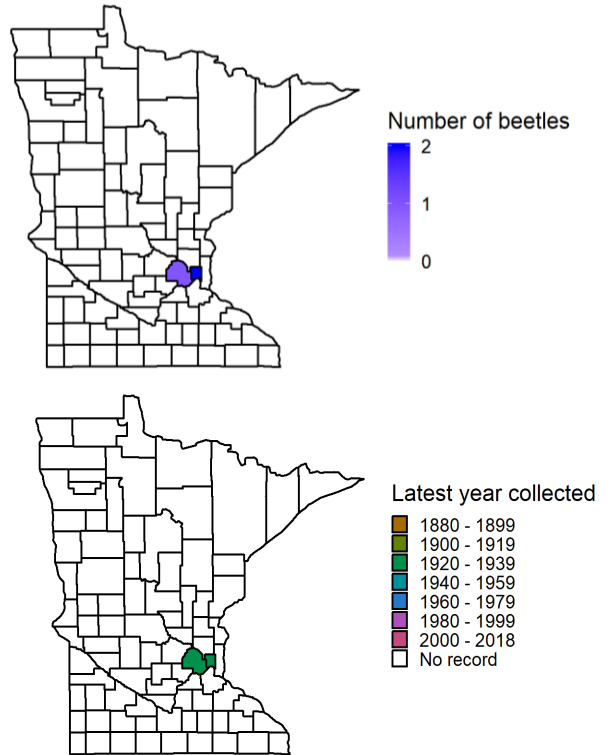 Number of beetles
2
1
0
Latest year collected
1880 - 1899
1900 - 1919
1920 - 1939
1940 - 1959
1960 - 1979
1980 - 1999
2000 - 2018
No record